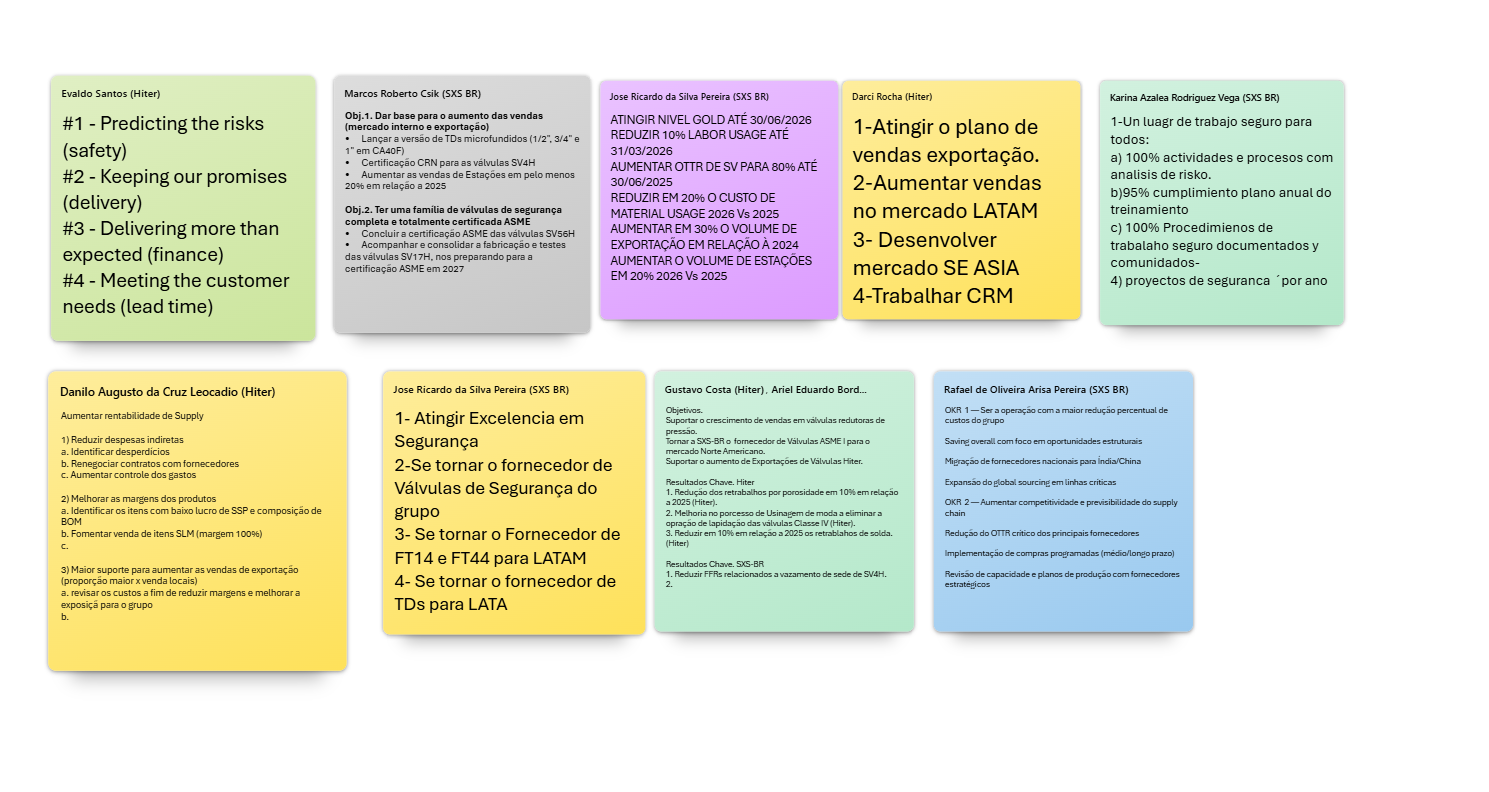 Evaldo Santos (Hiter)
#1 - Predicting the risks
(safety)
#2 - Keeping our promises
(delivery)
#3 - Delivering more than
expected (finance)
#4 - Meeting the customer
needs (lead time)
Marcos Roberto Csik (SXS BR)
Obj.1. Dar base para o aumento das vendas
(mercado interno e exportação)
• Lançar a versão de TDs microfundidos (1/2", 3/4" e
1" em CA40F)
• Certificação CRN para as válvulas SV4H
• Aumentar as vendas de Estações em pelo menos
20% em relação a 2025
Obj.2. Ter uma família de válvulas de segurança
completa e totalmente certificada ASME
• Concluir a certificação ASME das válvulas SV56H
• Acompanhar e consolidar a fabricação e testes
das válvulas SV17H, nos preparando para a
certificação ASME em 2027
Jose Ricardo da Silva Pereira (SXS BR)
ATINGIR NIVEL GOLD ATÉ 30/06/2026
REDUZIR 10% LABOR USAGE ATÉ
31/03/2026
AUMENTAR OTTR DE SV PARA 80% ATÉ
30/06/2025
REDUZIR EM 20% O CUSTO DE
MATERIAL USAGE 2026 Vs 2025
AUMENTAR EM 30% O VOLUME DE
EXPORTAÇÃO EM RELAÇÃO À 2024
AUMENTAR O VOLUME DE ESTAÇÕES
EM 20% 2026 Vs 2025
Darci Rocha (Hiter)
1-Atingir o plano de
vendas exportação.
2-Aumentar vendas
no mercado LATAM
3- Desenvolver
mercado SE ASIA
4-Trabalhar CRM
Karina Azalea Rodriguez Vega (SXS BR)
1-Un luagr de trabajo seguro para
todos:
a) 100% actividades e procesos com
analisis de risko.
b)95% cumplimiento plano anual do
treinamiento
c) 100% Procedimienos de
trabalaho seguro documentados y
comunidados-
4) proyectos de seguranca ´por ano
Danilo Augusto da Cruz Leocadio (Hiter)
Aumentar rentabilidade de Supply
1) Reduzir despesas indiretas
a. Identificar desperdícios
b. Renegociar contratos com fornecedores
c. Aumentar controle dos gastos
2) Melhorar as margens dos produtos
a. Identificar os itens com baixo lucro de SSP e composição de
BOM
b. Fomentar venda de itens SLM (margem 100%)
c.
3) Maior suporte para aumentar as vendas de exportação
(proporção maior x venda locais)
a. revisar os custos a fim de reduzir margens e melhorar a
exposiçã para o grupo
b.
Jose Ricardo da Silva Pereira (SXS BR)
1- Atingir Excelencia em
Segurança
2-Se tornar o fornecedor de
Válvulas de Segurança do
grupo
3- Se tornar o Fornecedor de
FT14 e FT44 para LATAM
4- Se tornar o fornecedor de
TDs para LATA
Gustavo Costa (Hiter), Ariel Eduardo Bord...
Objetivos.
Suportar o crescimento de vendas em válvulas redutoras de
pressão.
Tornar a SXS-BR o fornecedor de Válvulas ASME I para o
mercado Norte Americano.
Suportar o aumento de Exportações de Válvulas Hiter.
Resultados Chave. Hiter
1. Redução dos retrabalhos por porosidade em 10% em relação
a 2025 (Hiter).
2. Melhoria no porcesso de Usinagem de moda a eliminar a
opração de lapidação das válvulas Classe IV (Hiter).
3. Reduzir em 10% em relação a 2025 os retrablahos de solda.
(Hiter)
Resultados Chave. SXS-BR
1. Reduzir FFRs relacionados a vazamento de sede de SV4H.
2.
Rafael de Oliveira Arisa Pereira (SXS BR)
OKR 1 — Ser a operação com a maior redução percentual de
custos do grupo
Saving overall com foco em oportunidades estruturais
Migração de fornecedores nacionais para Índia/China
Expansão do global sourcing em linhas críticas
OKR 2 — Aumentar competitividade e previsibilidade do supply
chain
Redução do OTTR crítico dos principais fornecedores
Implementação de compras programadas (médio/longo prazo)
Revisão de capacidade e planos de produção com fornecedores
estratégicos